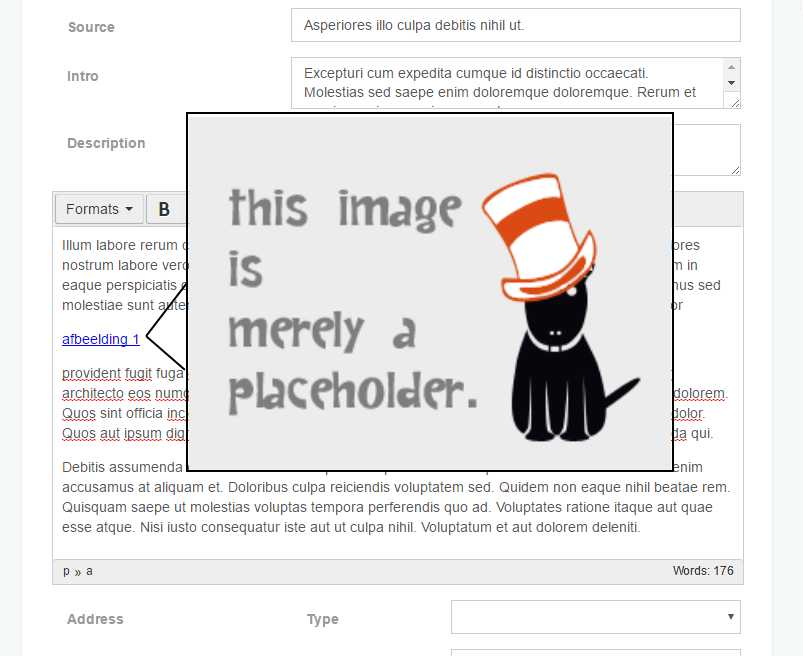 Source
Asperiores illo culpa debitis nihil ut.
Intro
Excepturi cum expedita cumque id distinctio occaecati.
Molestias sed saepe enim doloremque doloremque. Rerum et
Description
Formats
B
this image
is
merely a
placeholder.
Illum labore rerum
nostrum labore
m in
eaque perspiciatis
sed
molestiae sunt
afbeelding 1
provident fugit fuga
architecto eos
dolorem.
Quos sint officia
dolor.
Quos aut ipsum
qui.
Debitis assumenda
enim
accusamus at aliquam et. Doloribus culpa reiciendis voluptatem sed. Quidem non eaque nihil beatae rem.
Quisquam saepe ut molestias voluptas tempora perferendis quo ad. Voluptates ratione itaque aut quae
esse atque. Nisi iusto consequatur iste aut ut culpa nihil. Voluptatum et aut dolorem deleniti.
p » a
Words: 176
Address
Type